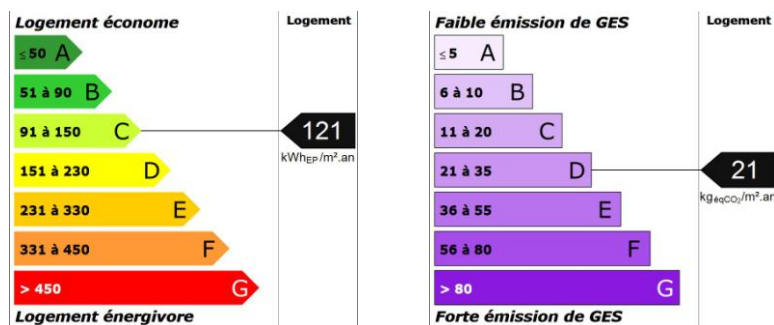 Logement économe
Logement
≤ 50 A
51 à 90 B
91 à 150 C
121
kWhEP/m².an
151 à 230 D
231 à 330 E
331 à 450 F
> 450 G
Logement énergivore
Faible émission de GES
Logement
≤ 5 A
6 à 10 B
11 à 20 C
21 à 35 D
21
kgéqCO₂/m².an
36 à 55 E
56 à 80 F
> 80 G
Forte émission de GES